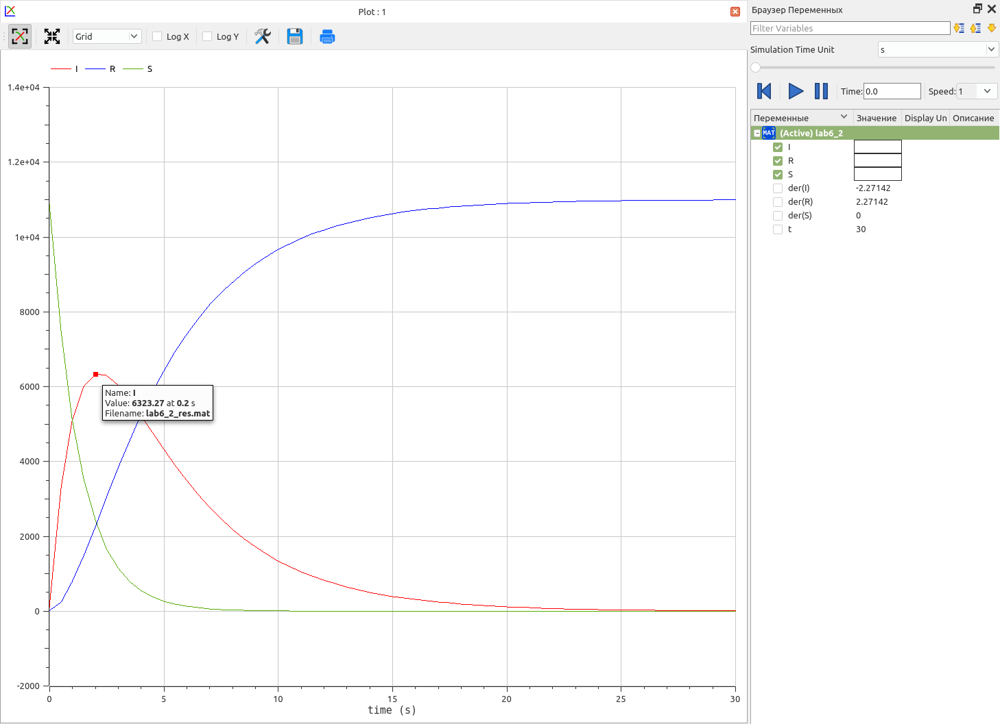 Plot : 1
Grid
Log X
Log Y
I
R
S
1.4e+04
1.2e+04
1e+04
8000
6000
4000
2000
0
-2000
0
5
10
15
20
25
30
time (s)
Name: I
Value: 6323.27 at 0.2 s
Filename: lab6_2_res.mat
Браузер Переменных
Filter Variables
Simulation Time Unit
s
Time: 0.0
Speed: 1
Переменные Значение Display Un Описание
MAT (Active) lab6_2
I
R
S
der(I) -2.27142
der(R) 2.27142
der(S) 0
t 30